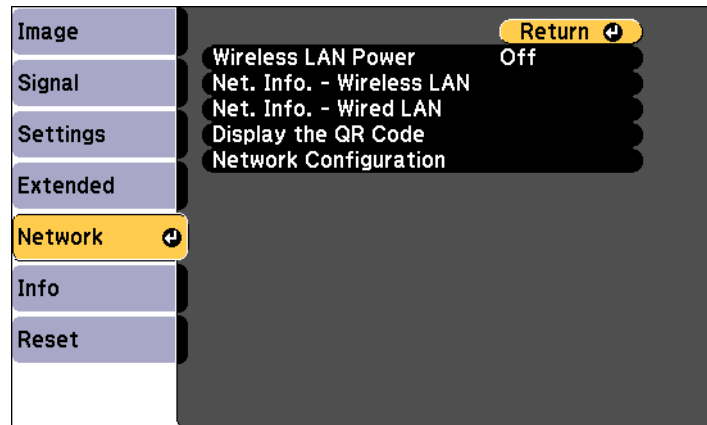 Image
Signal
Settings
Extended
Network
Info
Reset
Return
Wireless LAN Power Off
Net. Info. - Wireless LAN
Net. Info. - Wired LAN
Display the QR Code
Network Configuration